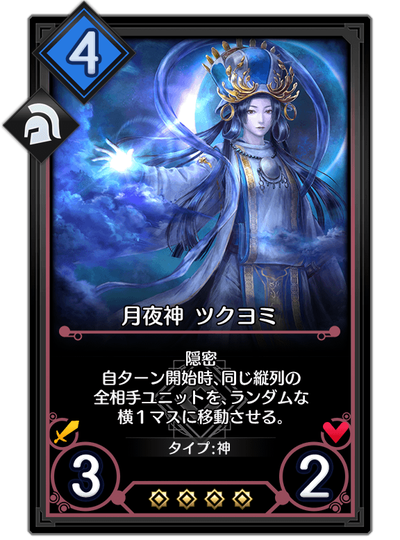 4
月夜神 ツクヨミ
隠密
自ターン開始時、同じ縦列の
全相手ユニットを、ランダムな
横1マスに移動させる。
タイプ:神
3
2